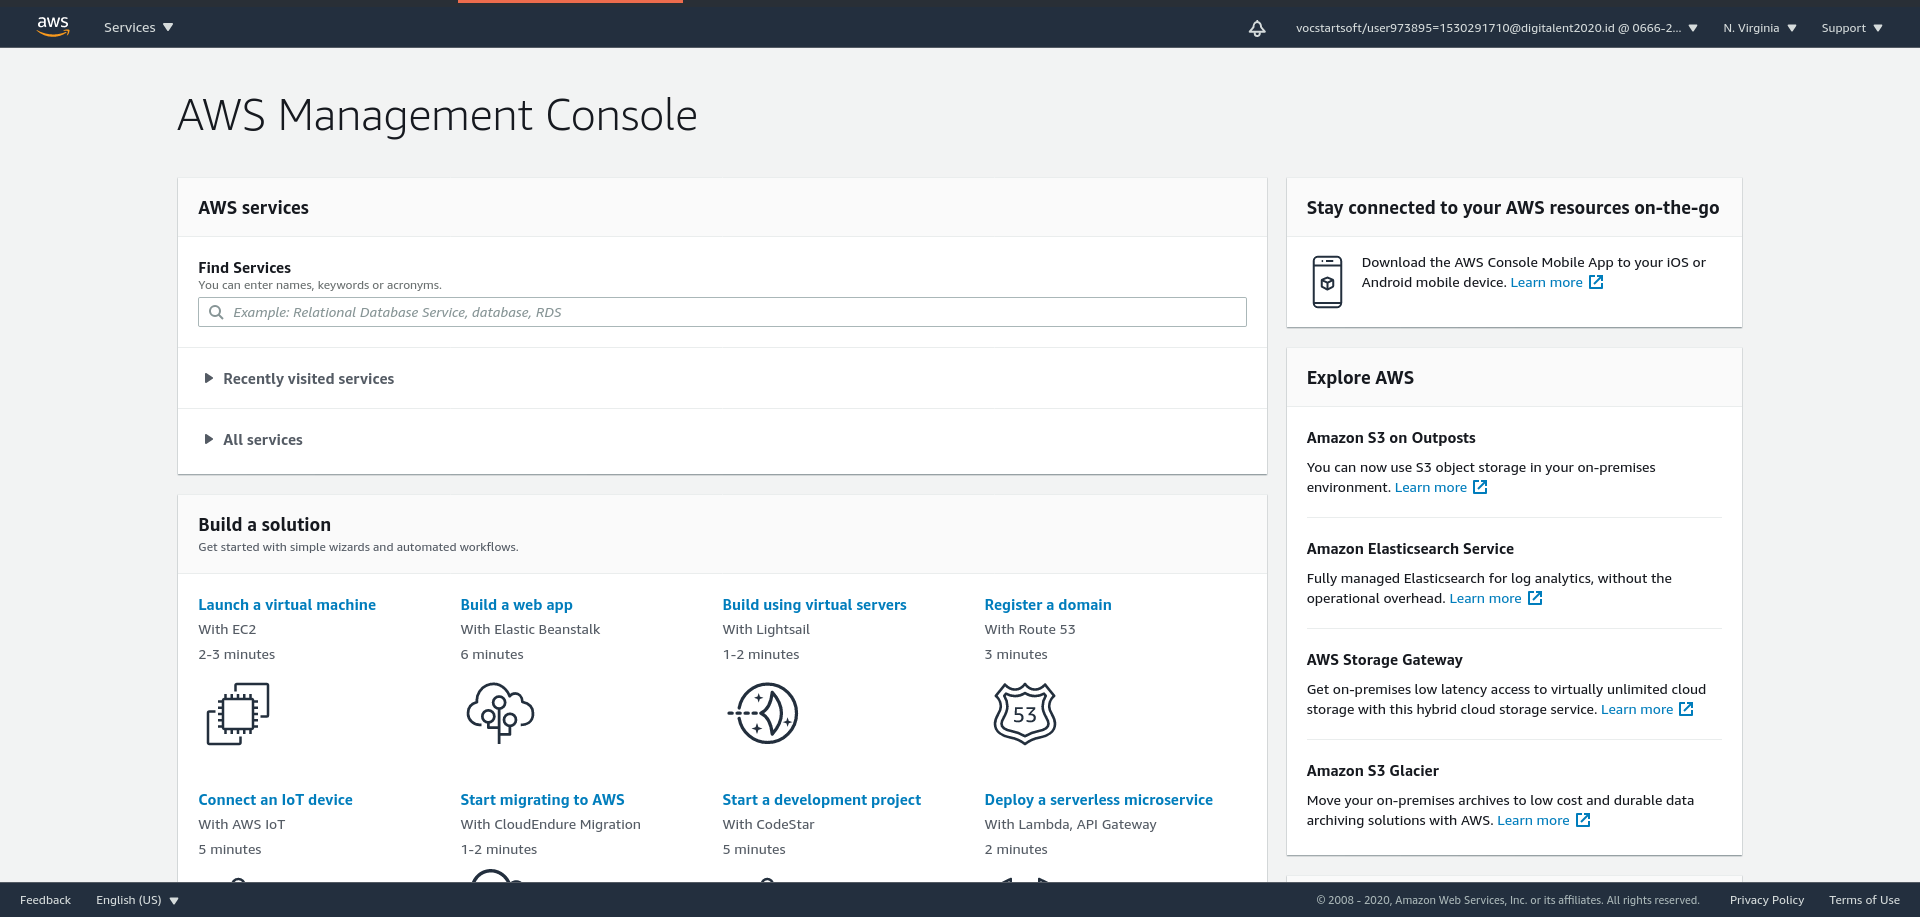 aws
Services
vocstartsoft/user973895=1530291710@digitalent2020.id @ 0666-2...
N. Virginia
Support
AWS Management Console
AWS services
Find Services
You can enter names, keywords or acronyms.
Example: Relational Database Service, database, RDS
Recently visited services
All services
Build a solution
Get started with simple wizards and automated workflows.
Launch a virtual machine
With EC2
2-3 minutes
Build a web app
With Elastic Beanstalk
6 minutes
Build using virtual servers
With Lightsail
1-2 minutes
Register a domain
With Route 53
3 minutes
53
Connect an IoT device
With AWS IoT
5 minutes
Start migrating to AWS
With CloudEndure Migration
1-2 minutes
Start a development project
With CodeStar
5 minutes
Deploy a serverless microservice
With Lambda, API Gateway
2 minutes
Stay connected to your AWS resources on-the-go
Download the AWS Console Mobile App to your iOS or
Android mobile device. Learn more
Explore AWS
Amazon S3 on Outposts
You can now use S3 object storage in your on-premises
environment. Learn more
Amazon Elasticsearch Service
Fully managed Elasticsearch for log analytics, without the
operational overhead. Learn more
AWS Storage Gateway
Get on-premises low latency access to virtually unlimited cloud
storage with this hybrid cloud storage service. Learn more
Amazon S3 Glacier
Move your on-premises archives to low cost and durable data
archiving solutions with AWS. Learn more
Feedback
English (US)
© 2008 - 2020, Amazon Web Services, Inc. or its affiliates. All rights reserved.
Privacy Policy
Terms of Use